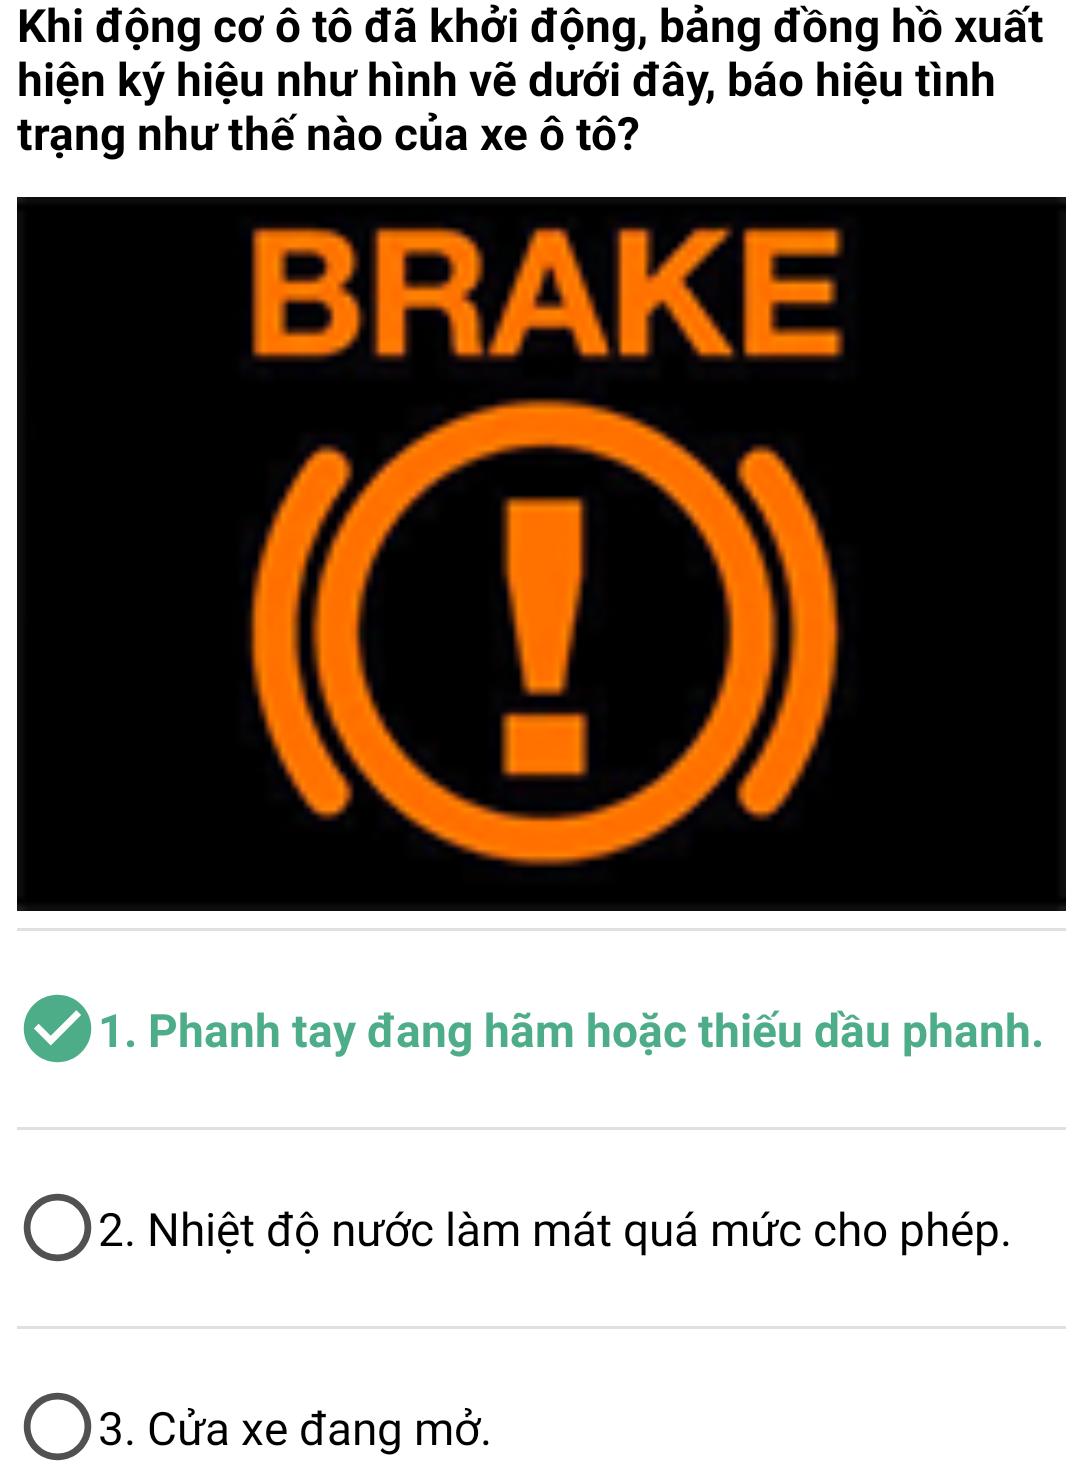 Khi động cơ ô tô đã khởi động, bảng đồng hồ xuất
hiện ký hiệu như hình vẽ dưới đây, báo hiệu tình
trạng như thế nào của xe ô tô?
BRAKE
!
1. Phanh tay đang hãm hoặc thiếu dầu phanh.
2. Nhiệt độ nước làm mát quá mức cho phép.
3. Cửa xe đang mở.